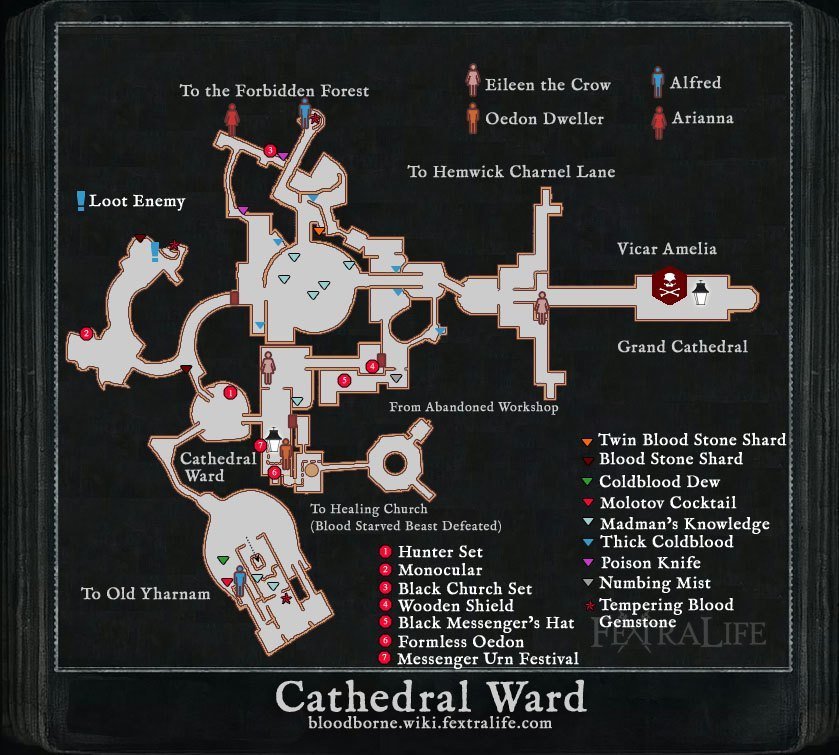 To the Forbidden Forest
Eileen the Crow
Alfred
Oedon Dweller
Arianna
3
To Hemwick Charnel Lane
Loot Enemy
Vicar Amelia
2
Grand Cathedral
4
5
1
From Abandoned Workshop
7
Cathedral
Ward
6
To Healing Church
(Blood Starved Beast Defeated)
To Old Yharnam
1 Hunter Set
2 Monocular
3 Black Church Set
4 Wooden Shield
5 Black Messenger's Hat
6 Formless Oedon
7 Messenger Urn Festival
Twin Blood Stone Shard
Blood Stone Shard
Coldblood Dew
Molotov Cocktail
Madman's Knowledge
Thick Coldblood
Poison Knife
Numbing Mist
Tempering Blood
Gemstone
FEXTRALIFE
Cathedral Ward
bloodborne.wiki.fextralife.com